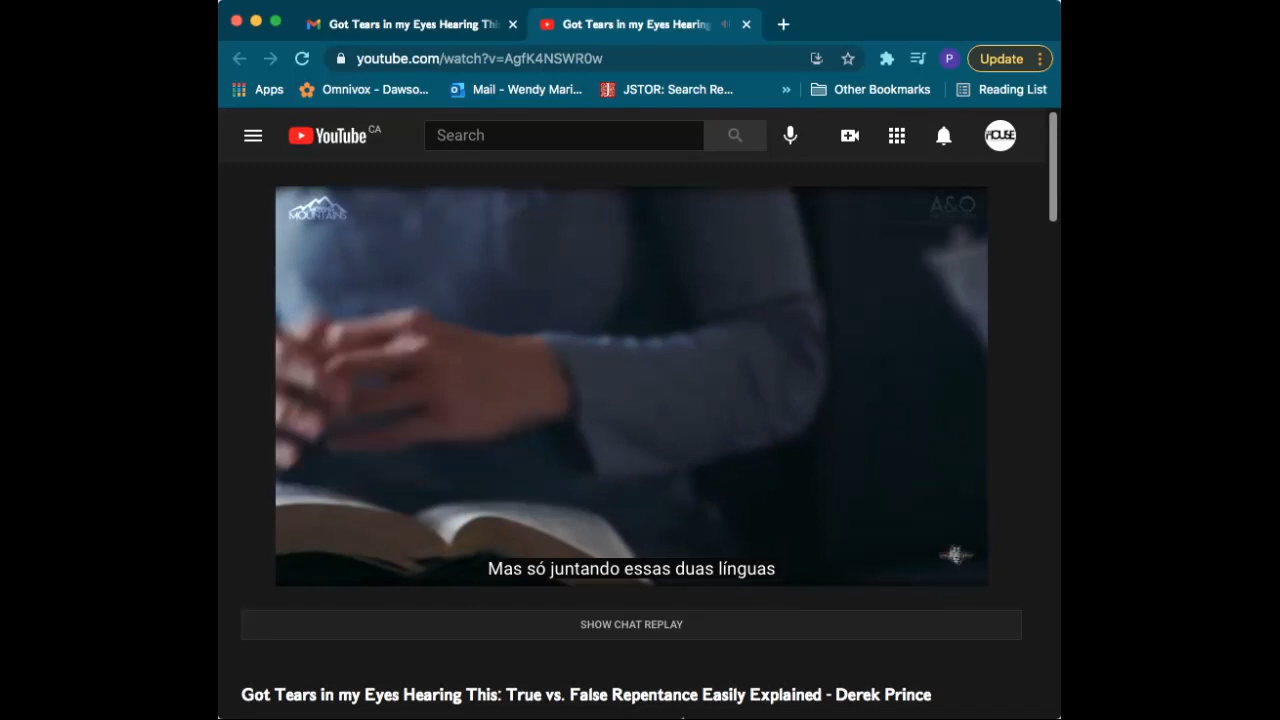 Got Tears in my Eyes Hearing Thi
Got Tears in my Eyes Hearing
youtube.com/watch?v=AgfK4NSWR0w
P
Update
Apps
Omnivox - Dawso...
Mail - Wendy Mari...
JSTOR: Search Re...
»
Other Bookmarks
Reading List
YouTube CA
Search
HOUSE
MOUNTAINS
A&O
Mas só juntando essas duas línguas
SHOW CHAT REPLAY
Got Tears in my Eyes Hearing This: True vs. False Repentance Easily Explained - Derek Prince